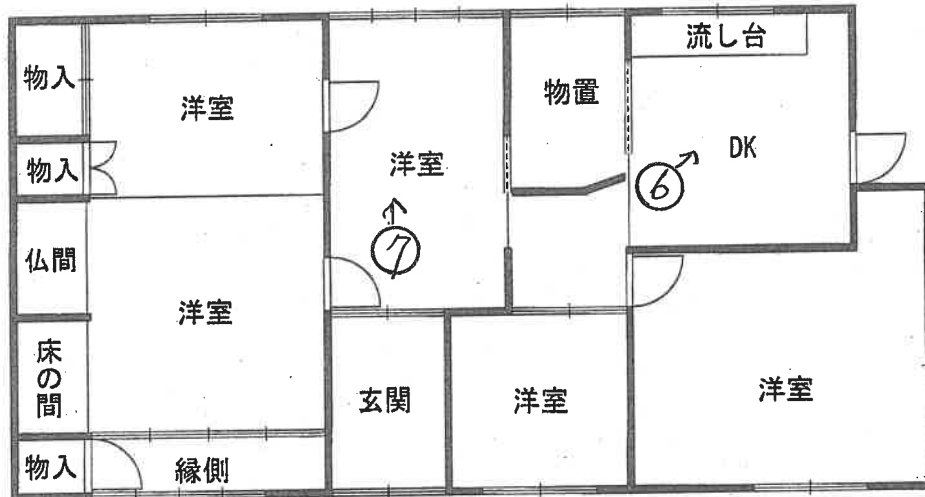 流し台
物入
洋室
物置
DK
洋室
物入
⑥
⑦
仏間
洋室
床の間
玄関
洋室
洋室
物入
縁側